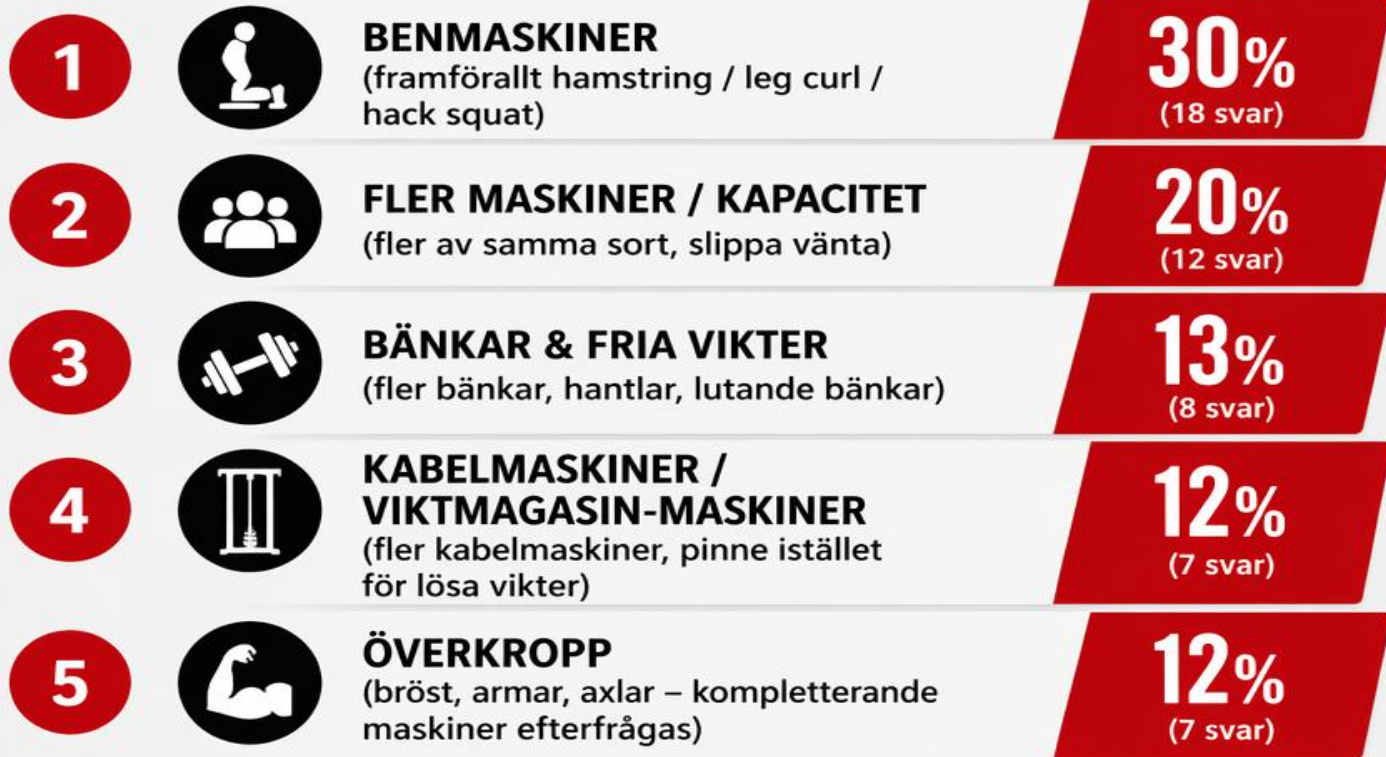 1
BENMASKINER
(framförallt hamstring / leg curl /
hack squat)
30%
(18 svar)
2
FLER MASKINER / KAPACITET
(fler av samma sort, slippa vänta)
20%
(12 svar)
3
BÄNKAR & FRIA VIKTER
(fler bänkar, hantlar, lutande bänkar)
13%
(8 svar)
4
KABELMASKINER /
VIKTMAGASIN-MASKINER
(fler kabelmaskiner, pinne istället
för lösa vikter)
12%
(7 svar)
5
ÖVERKROPP
(bröst, armar, axlar – kompletterande
maskiner efterfrågas)
12%
(7 svar)